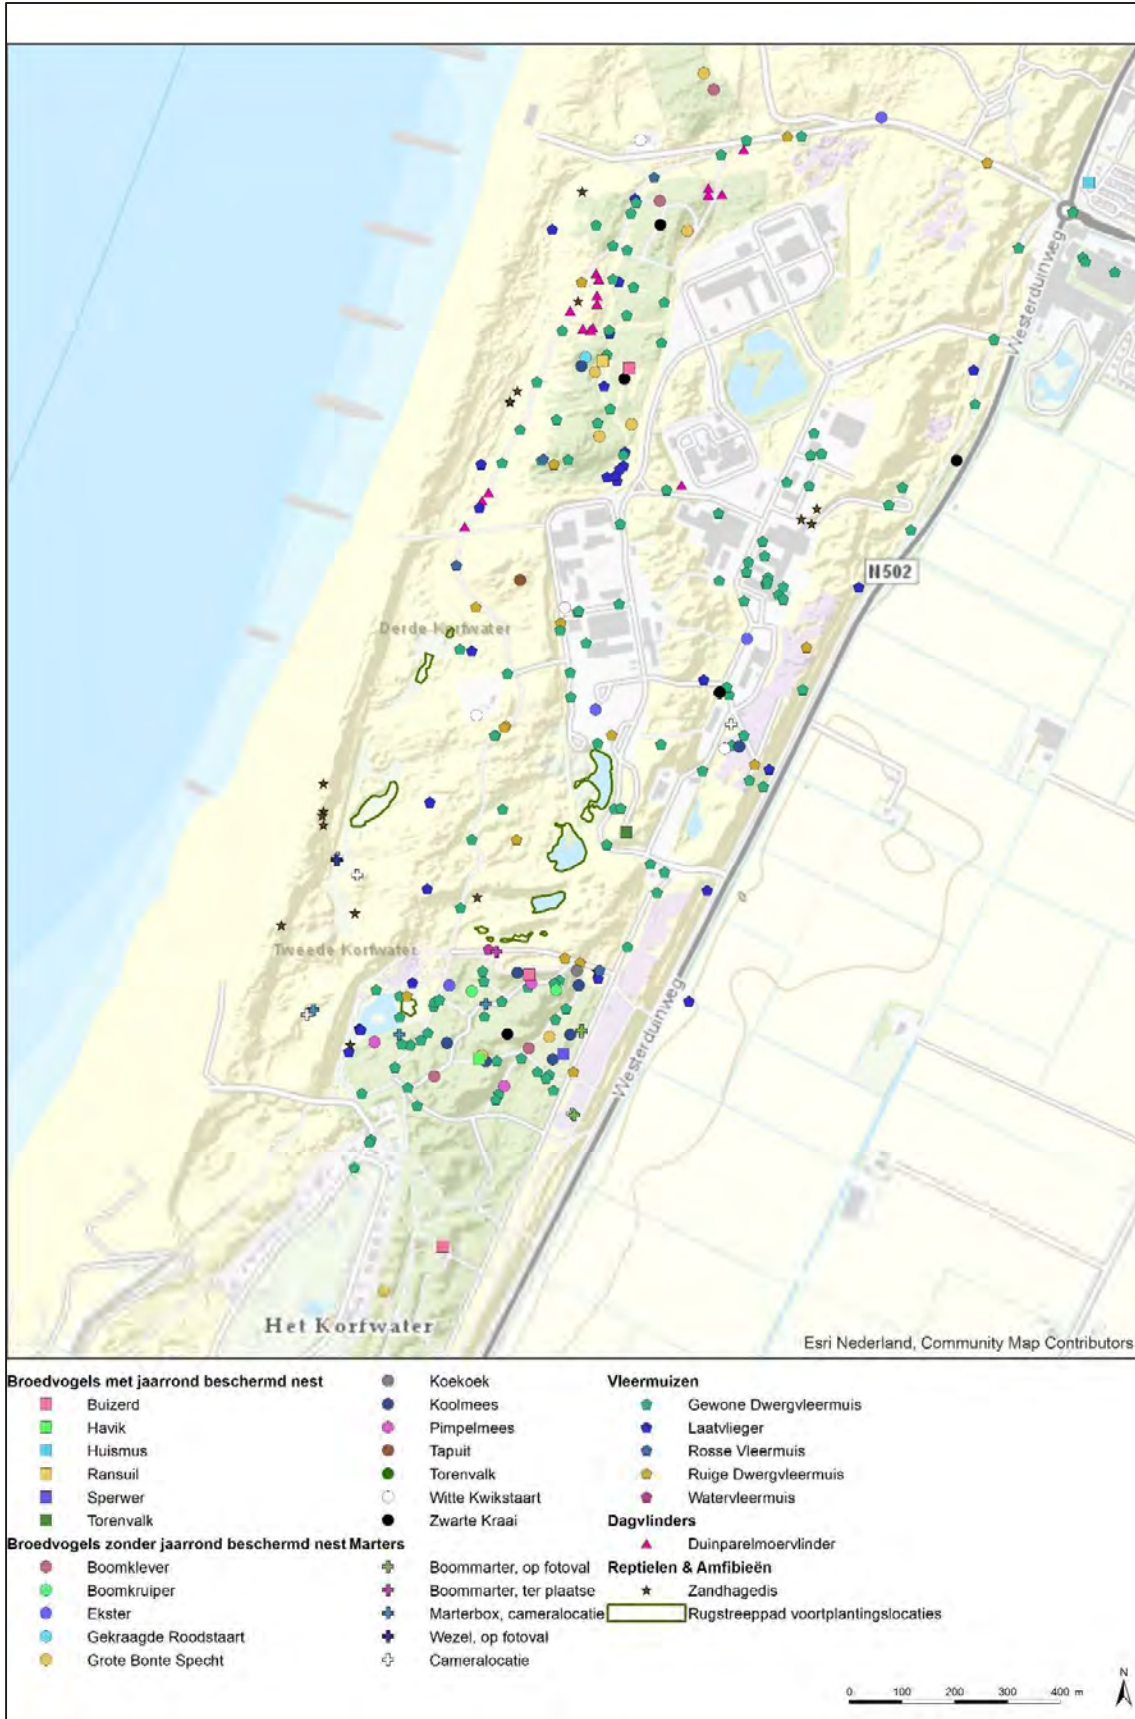 Westerduinweg
N502
Derde Korfwater
Tweede Korfwater
Westerduinweg
Het Korfwater
Esri Nederland, Community Map Contributors
Broedvogels met jaarrond beschermd nest
Buizerd
Havik
Huismus
Ransuil
Sperwer
Torenvalk
Broedvogels zonder jaarrond beschermd nest
Boomklever
Boomkruiper
Ekster
Gekraagde Roodstaart
Grote Bonte Specht
Koekoek
Koolmees
Pimpelmees
Tapuit
Torenvalk
Witte Kwikstaart
Zwarte Kraai
Marters
Boommarter, op fotoval
Boommarter, ter plaatse
Marterbox, cameralocatie
Wezel, op fotoval
Cameralocatie
Vleermuizen
Gewone Dwergvleermuis
Laatvlieger
Rosse Vleermuis
Ruige Dwergvleermuis
Watervleermuis
Dagvlinders
Duinparelmoervlinder
Reptielen & Amfibieën
Zandhagedis
Rugstreeppad voortplantingslocaties
N
0 100 200 300 400 m